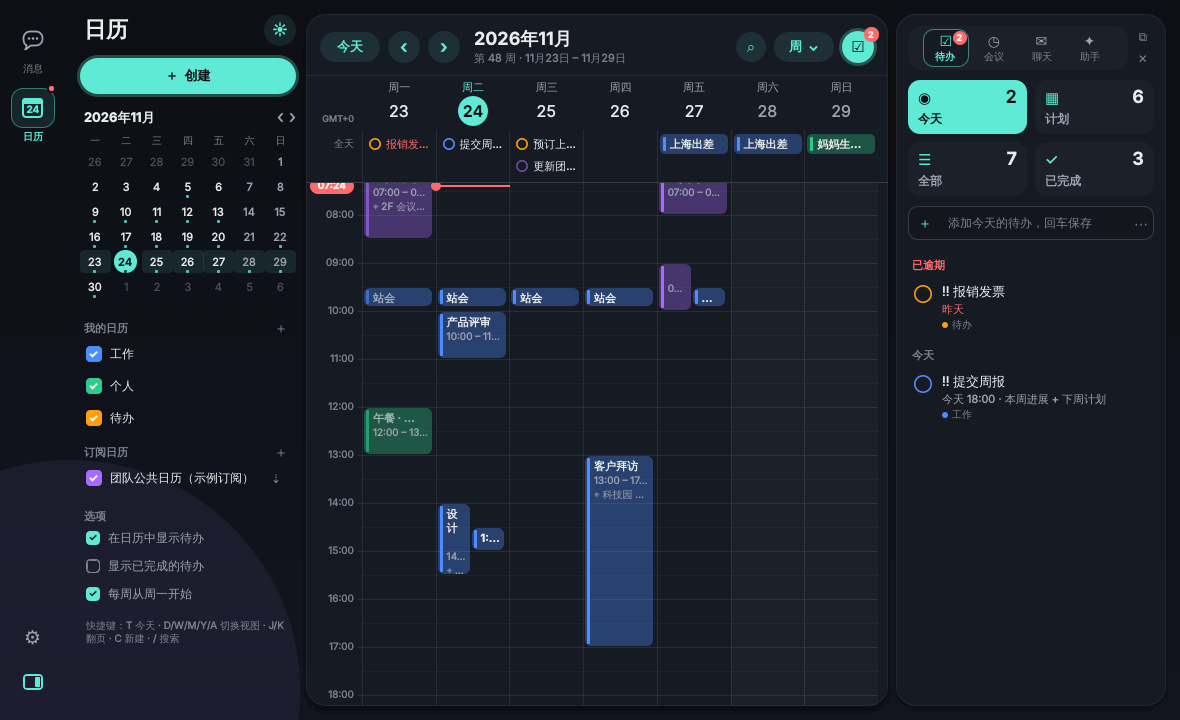 消息
24
日历
日历
+ 创建
2026年11月
一 二 三 四 五 六 日
26 27 28 29 30 31 1
2 3 4 5 6 7 8
9 10 11 12 13 14 15
16 17 18 19 20 21 22
23 24 25 26 27 28 29
30 1 2 3 4 5 6
我的日历 +
工作
个人
待办
订阅日历 +
团队公共日历（示例订阅）
选项
在日历中显示待办
显示已完成的待办
每周从周一开始
快捷键：T 今天 · D/W/M/Y/A 切换视图 · J/K
翻页 · C 新建 · / 搜索
今天
2026年11月
第 48 周 · 11月23日 – 11月29日
周
2
周一 周二 周三 周四 周五 周六 周日
GMT+0 23 24 25 26 27 28 29
全天 报销发... 提交周... 预订上... 上海出差 上海出差 妈妈生...
更新团...
07:24
07:00 – 0...
2F 会议...
07:00 – 0...
08:00
09:00
0...
站会 站会 站会 站会 ...
10:00
产品评审
10:00 – 11...
11:00
12:00
午餐 · ...
12:00 – 13...
13:00
客户拜访
13:00 – 17...
科技园 ...
14:00
设
计
14...
...
1:...
15:00
16:00
17:00
18:00
2
待办 会议 聊天 助手
2
今天
6
计划
7
全部
3
已完成
+ 添加今天的待办，回车保存 ...
已逾期
!! 报销发票
昨天
待办
今天
!! 提交周报
今天 18:00 · 本周进展 + 下周计划
工作